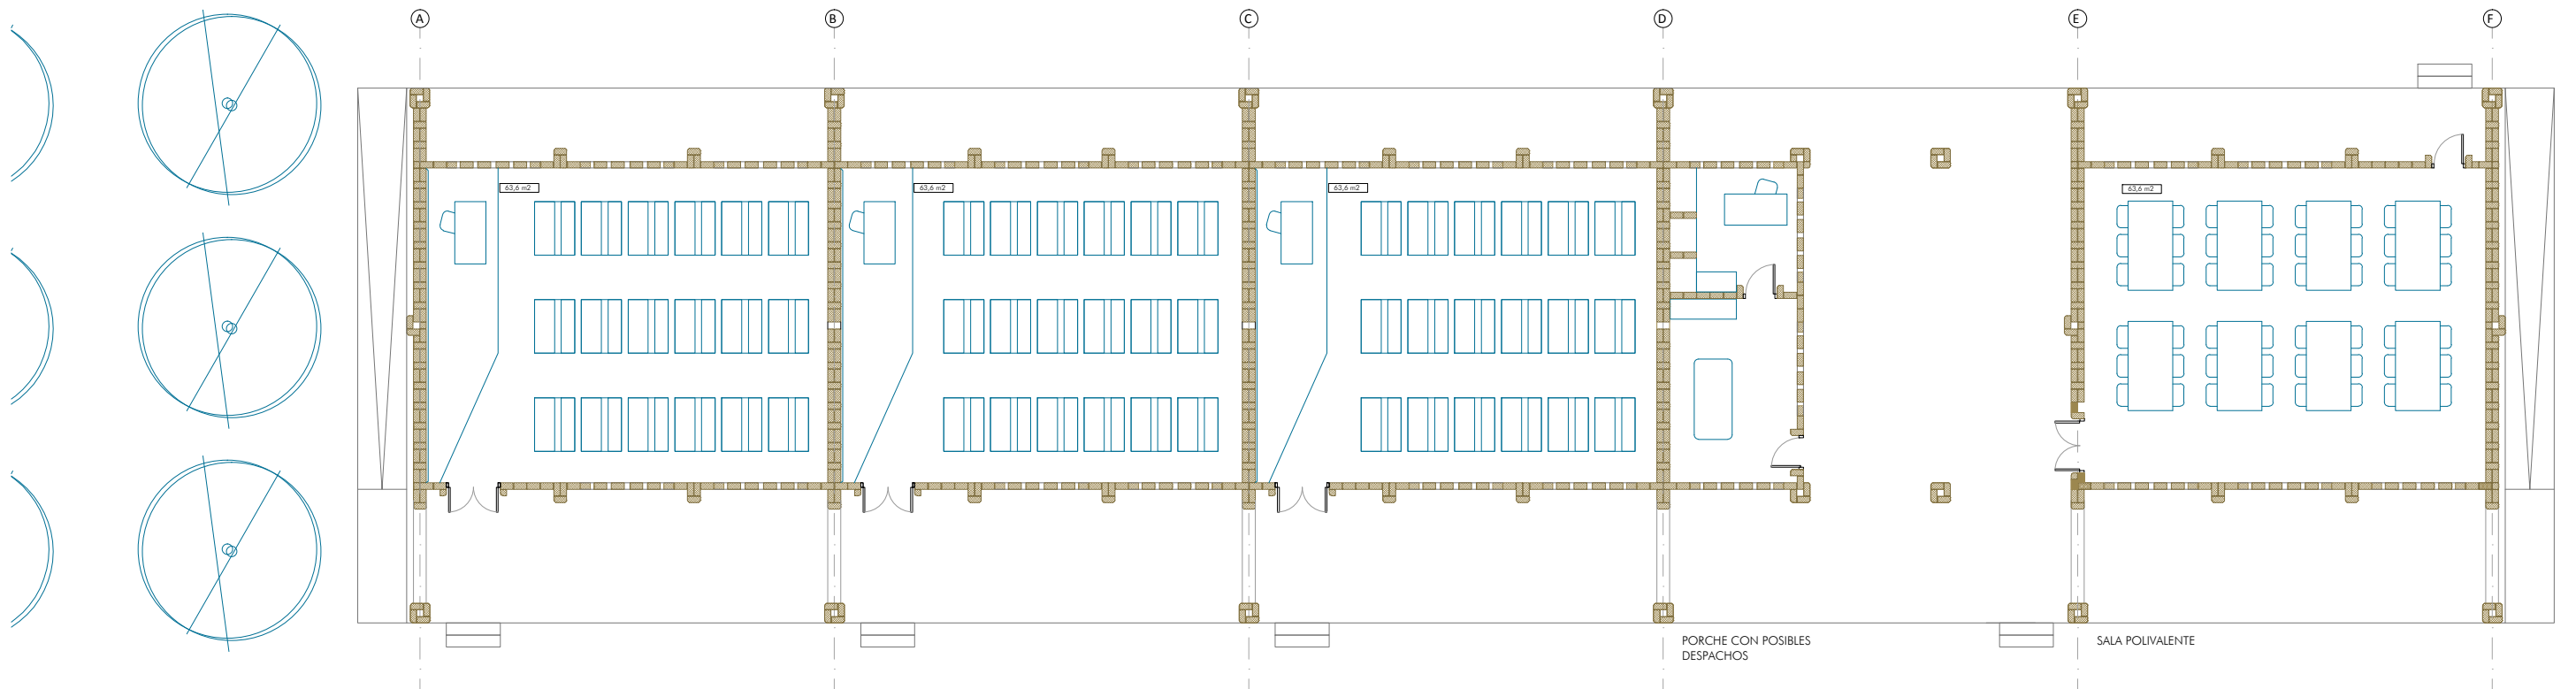 A
B
C
D
E
F
63,6 m2
63,6 m2
63,6 m2
63,6 m2
PORCHE CON POSIBLES
DESPACHOS
SALA POLIVALENTE